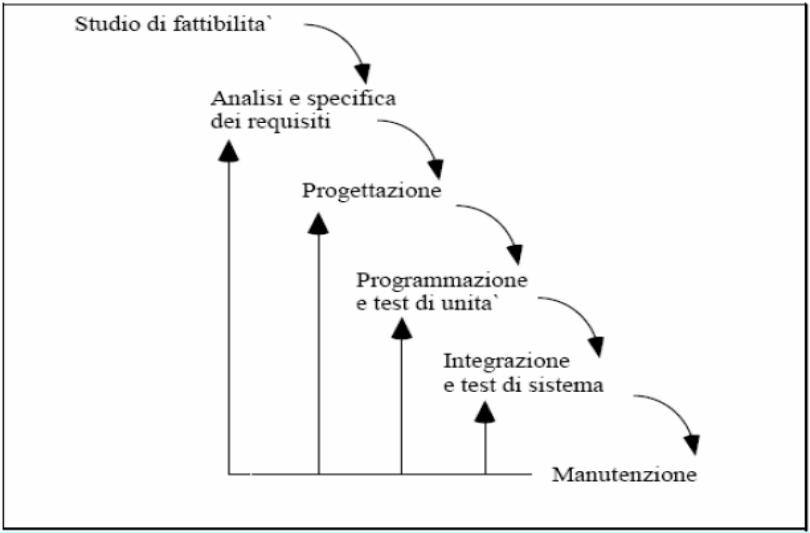 Studio di fattibilita`
Analisi e specifica
dei requisiti
Progettazione
Programmazione
e test di unita`
Integrazione
e test di sistema
Manutenzione